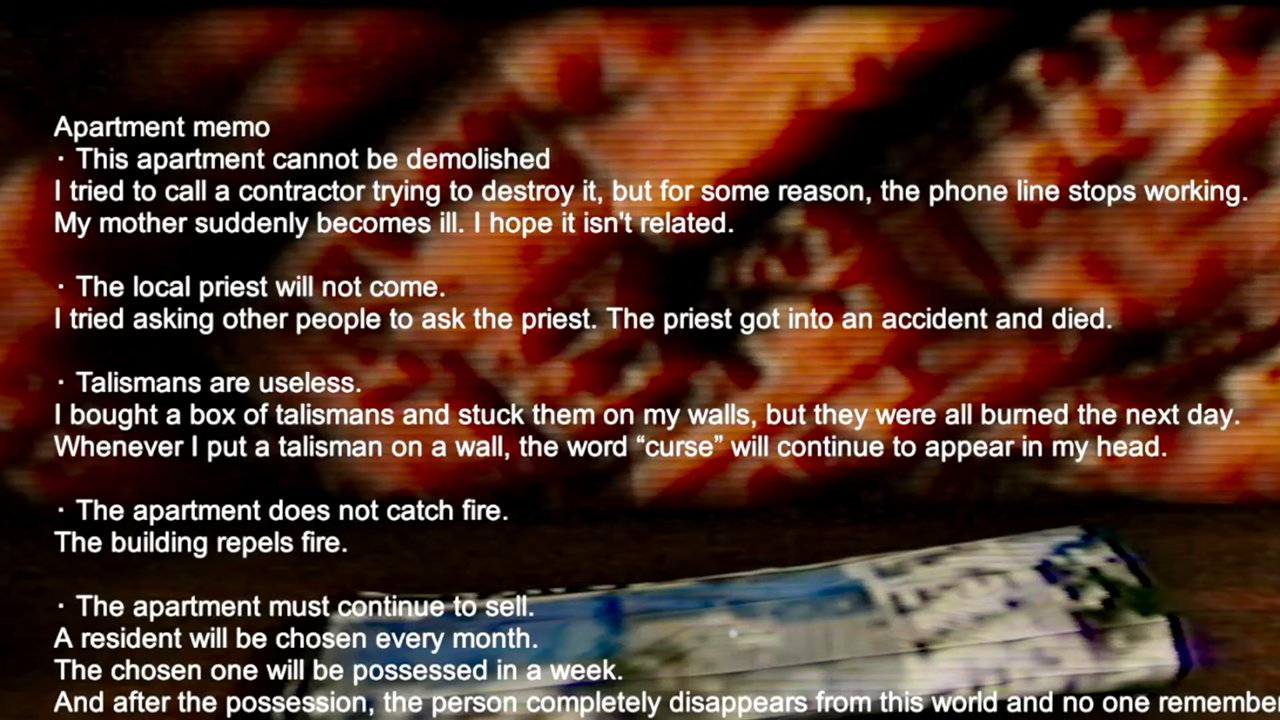 Apartment memo
・This apartment cannot be demolished
I tried to call a contractor trying to destroy it, but for some reason, the phone line stops working.
My mother suddenly becomes ill. I hope it isn't related.
・The local priest will not come.
I tried asking other people to ask the priest. The priest got into an accident and died.
・Talismans are useless.
I bought a box of talismans and stuck them on my walls, but they were all burned the next day.
Whenever I put a talisman on a wall, the word “curse” will continue to appear in my head.
・The apartment does not catch fire.
The building repels fire.
・The apartment must continue to sell.
A resident will be chosen every month.
The chosen one will be possessed in a week.
And after the possession, the person completely disappears from this world and no one remember